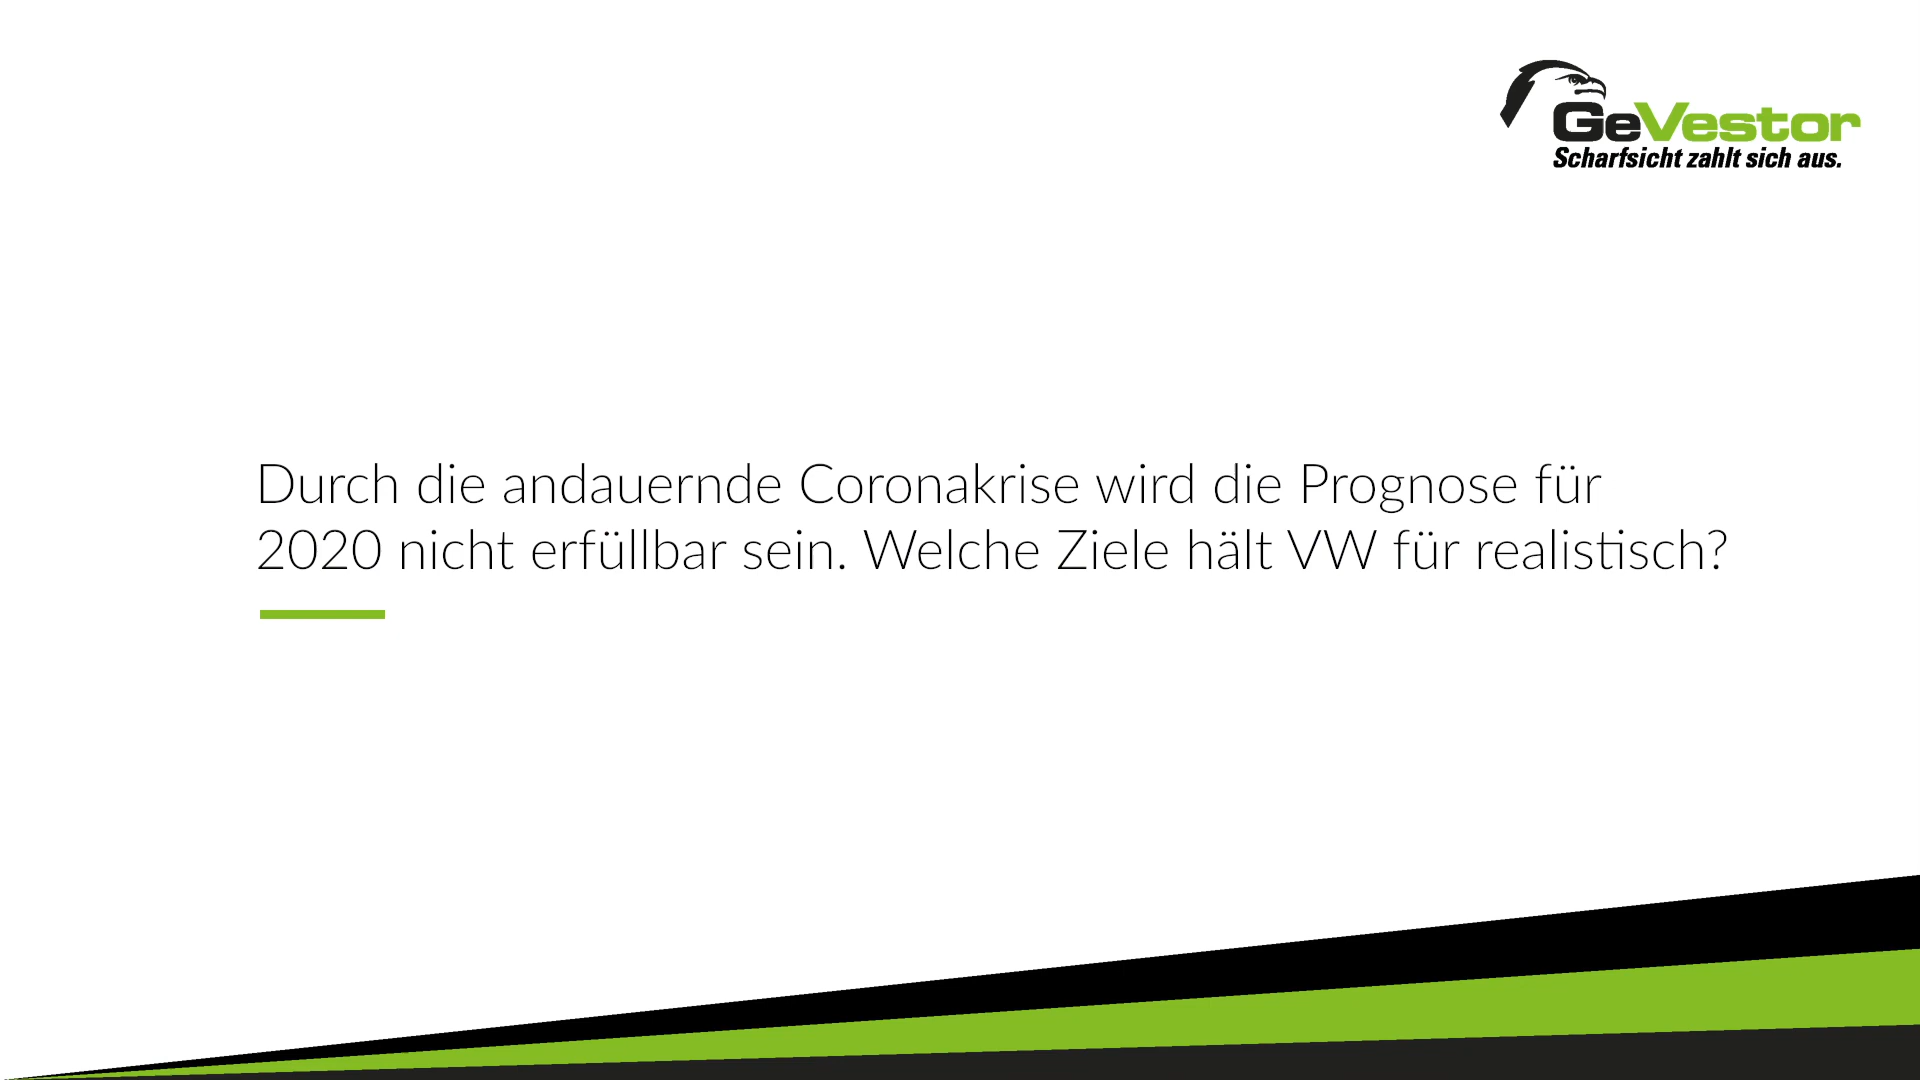 GeVestor
Scharfsicht zahlt sich aus.
Durch die andauernde Coronakrise wird die Prognose für
2020 nicht erfüllbar sein. Welche Ziele hält VW für realistisch?